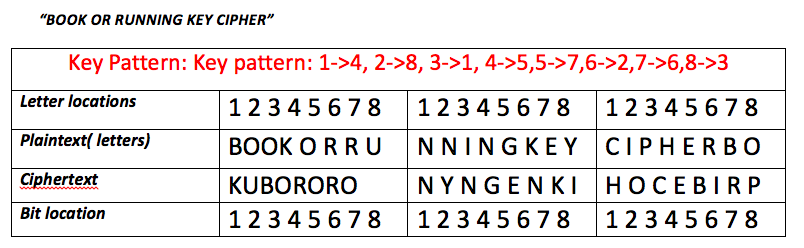 “BOOK OR RUNNING KEY CIPHER”
Key Pattern: Key pattern: 1->4, 2->8, 3->1, 4->5,5->7,6->2,7->6,8->3
Letter locations 1 2 3 4 5 6 7 8 1 2 3 4 5 6 7 8 1 2 3 4 5 6 7 8
Plaintext( letters) BOOK O R R U N N I N G K E Y C I P H E R B O
Ciphertext KUBORORO N Y N G E N K I H O C E B I R P
Bit location 1 2 3 4 5 6 7 8 1 2 3 4 5 6 7 8 1 2 3 4 5 6 7 8